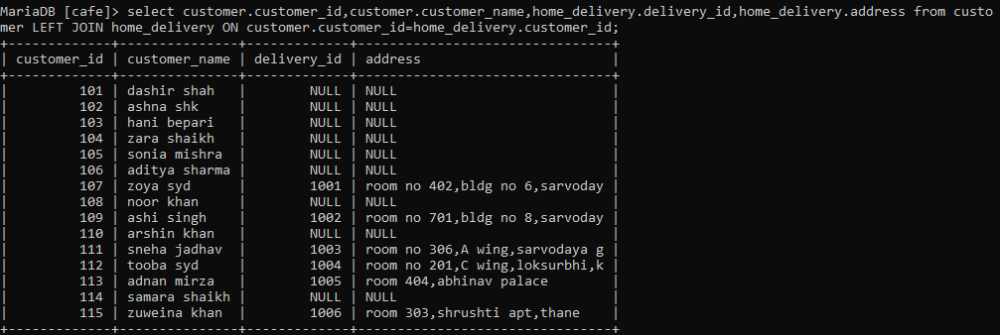 MariaDB [cafe]> select customer.customer_id,customer.customer_name,home_delivery.delivery_id,home_delivery.address from custo
mer LEFT JOIN home_delivery ON customer.customer_id=home_delivery.customer_id;
+-------------+---------------+-------------+--------------------------------+
| customer_id | customer_name | delivery_id | address                        |
+-------------+---------------+-------------+--------------------------------+
|         101 | dashir shah   |        NULL | NULL                           |
|         102 | ashna shk     |        NULL | NULL                           |
|         103 | hani bepari   |        NULL | NULL                           |
|         104 | zara shaikh   |        NULL | NULL                           |
|         105 | sonia mishra  |        NULL | NULL                           |
|         106 | aditya sharma |        NULL | NULL                           |
|         107 | zoya syd      |        1001 | room no 402,bldg no 6,sarvoday |
|         108 | noor khan     |        NULL | NULL                           |
|         109 | ashi singh    |        1002 | room no 701,bldg no 8,sarvoday |
|         110 | arshin khan   |        NULL | NULL                           |
|         111 | sneha jadhav  |        1003 | room no 306,A wing,sarvodaya g |
|         112 | tooba syd     |        1004 | room no 201,C wing,loksurbhi,k |
|         113 | adnan mirza   |        1005 | room 404,abhinav palace        |
|         114 | samara shaikh |        NULL | NULL                           |
|         115 | zuweina khan  |        1006 | room 303,shrushti apt,thane    |
+-------------+---------------+-------------+--------------------------------+